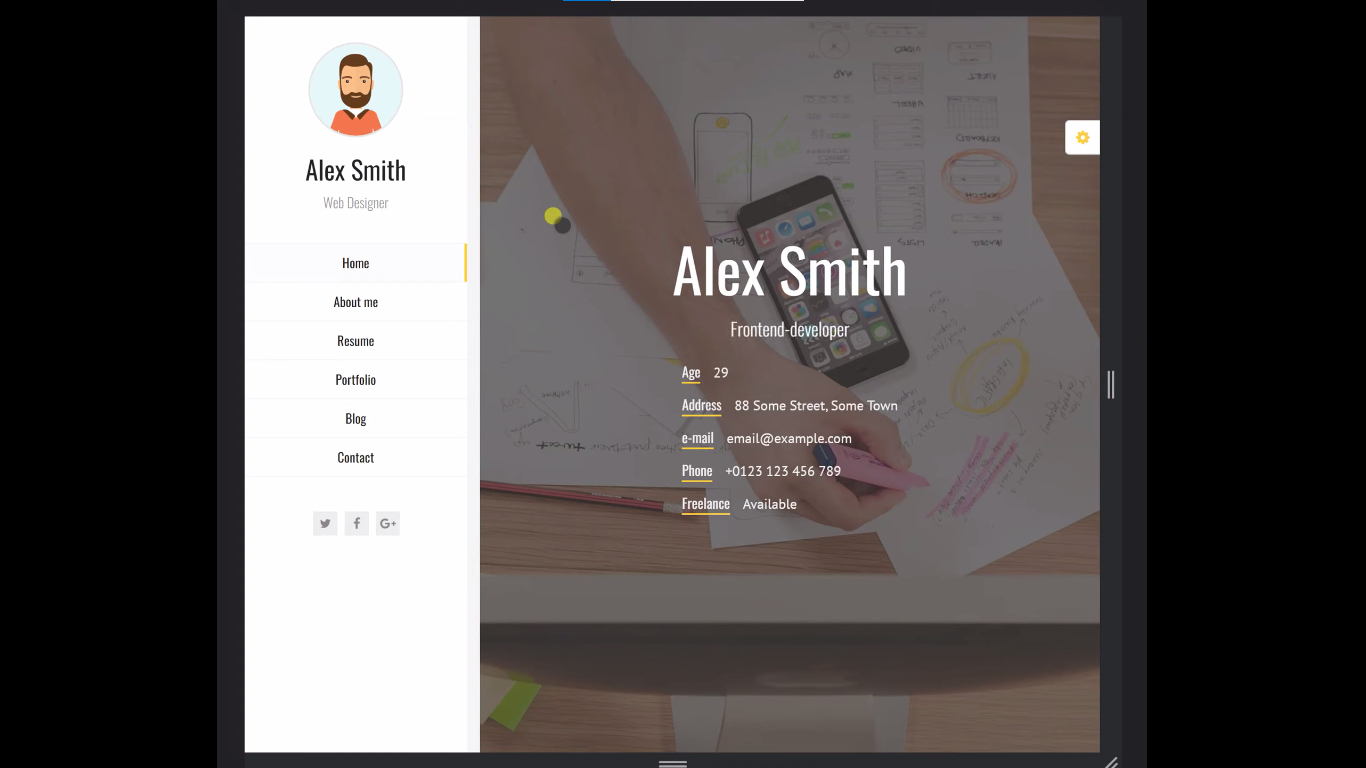 Alex Smith
Web Designer
Home
About me
Resume
Portfolio
Blog
Contact
G+
Alex Smith
Frontend-developer
Age 29
Address 88 Some Street, Some Town
e-mail email@example.com
Phone +0123 123 456 789
Freelance Available